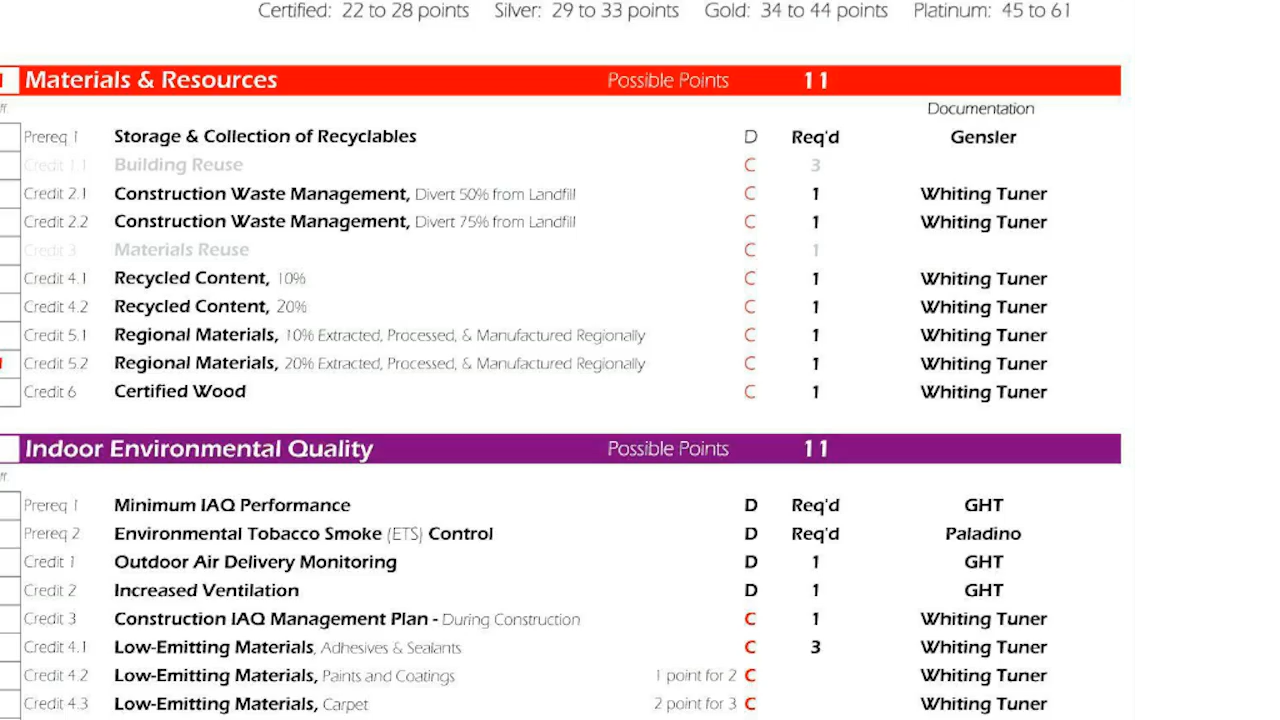 Certified: 22 to 28 points Silver: 29 to 33 points Gold: 34 to 44 points Platinum: 45 to 61
Materials & Resources Possible Points 11
Documentation
Prereq 1 Storage & Collection of Recyclables D Req'd Gensler
Credit 1.1 Building Reuse C 3
Credit 2.1 Construction Waste Management, Divert 50% from Landfill C 1 Whiting Tuner
Credit 2.2 Construction Waste Management, Divert 75% from Landfill C 1 Whiting Tuner
Credit 3 Materials Reuse C 1
Credit 4.1 Recycled Content, 10% C 1 Whiting Tuner
Credit 4.2 Recycled Content, 20% C 1 Whiting Tuner
Credit 5.1 Regional Materials, 10% Extracted, Processed, & Manufactured Regionally C 1 Whiting Tuner
Credit 5.2 Regional Materials, 20% Extracted, Processed, & Manufactured Regionally C 1 Whiting Tuner
Credit 6 Certified Wood C 1 Whiting Tuner
Indoor Environmental Quality Possible Points 11
Prereq 1 Minimum IAQ Performance D Req'd GHT
Prereq 2 Environmental Tobacco Smoke (ETS) Control D Req'd Paladino
Credit 1 Outdoor Air Delivery Monitoring D 1 GHT
Credit 2 Increased Ventilation D 1 GHT
Credit 3 Construction IAQ Management Plan - During Construction C 1 Whiting Tuner
Credit 4.1 Low-Emitting Materials, Adhesives & Sealants C 3 Whiting Tuner
Credit 4.2 Low-Emitting Materials, Paints and Coatings 1 point for 2 C Whiting Tuner
Credit 4.3 Low-Emitting Materials, Carpet 2 point for 3 C Whiting Tuner